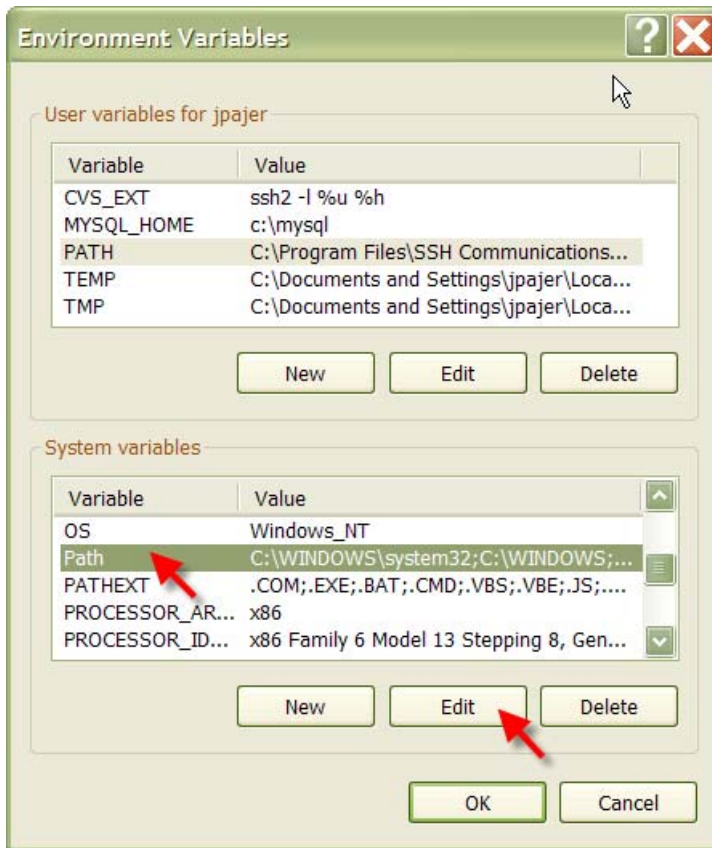 Environment Variables
User variables for jpajer
Variable Value
CVS_EXT ssh2 -l %u %h
MYSQL_HOME c:\mysql
PATH C:\Program Files\SSH Communications...
TEMP C:\Documents and Settings\jpajer\Loca...
TMP C:\Documents and Settings\jpajer\Loca...
New Edit Delete
System variables
Variable Value
OS Windows_NT
Path C:\WINDOWS\system32;C:\WINDOWS;...
PATHEXT .COM;.EXE;.BAT;.CMD;.VBS;.VBE;.JS;....
PROCESSOR_AR... x86
PROCESSOR_ID... x86 Family 6 Model 13 Stepping 8, Gen...
New Edit Delete
OK Cancel